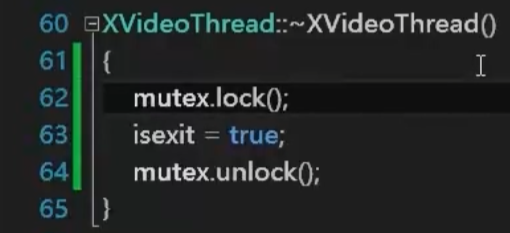 60 XVideoThread::~XVideoThread()
61 {
62 mutex.lock();
63 isexit = true;
64 mutex.unlock();
65 }